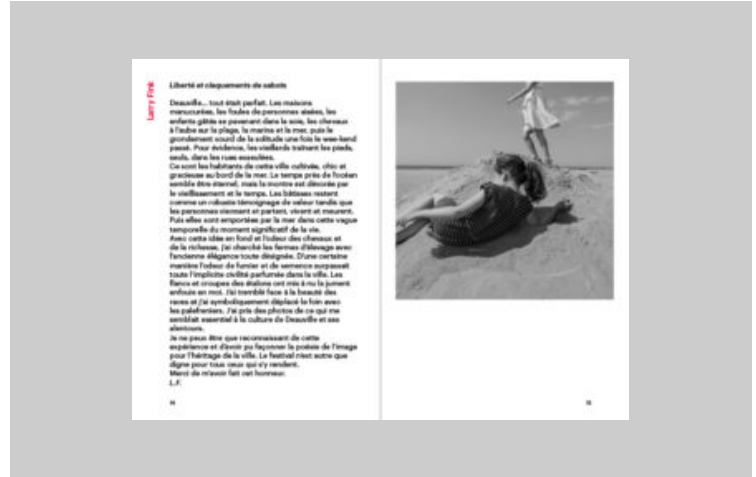 Larry Fink
Liberté et claquements de sabots
Deauville... tout était parfait. Les maisons
manucurées, les foules de personnes aisées, les
enfants gâtés se pavanant dans la soie, les chevaux
à l'aube sur la plage, la marina et la mer, puis le
grondement sourd de la solitude une fois le wee-kend
passé. Pour évidence, les vieillards traînant les pieds,
seuls, dans les rues esseulées.
Ce sont les habitants de cette ville cultivée, chic et
gracieuse au bord de la mer. Le temps près de l'océan
semble être éternel, mais la montre est dévorée par
le vieillissement et le temps. Les bâtisses restent
comme un robuste témoignage de valeur tandis que
les personnes viennent et partent, vivent et meurent.
Puis elles sont emportées par la mer dans cette vague
temporelle du moment significatif de la vie.
Avec cette idée en fond et l'odeur des chevaux et
de la richesse, j'ai cherché les fermes d'élevage avec
l'ancienne élégance toute désignée. D'une certaine
manière l'odeur de fumier et de semence surpassait
toute l'implicite civilité parfumée dans la ville. Les
flancs et croupes des étalons ont mis à nu la jument
enfouie en moi. J'ai tremblé face à la beauté des
races et j'ai symboliquement déplacé le foin avec
les palefreniers. J'ai pris des photos de ce qui me
semblait essentiel à la culture de Deauville et ses
alentours.
Je ne peux être que reconnaissant de cette
expérience et d'avoir pu façonner la poésie de l'image
pour l'héritage de la ville. Le festival n'est autre que
digne pour tous ceux qui s'y rendent.
Merci de m'avoir fait cet honneur.
L.F.